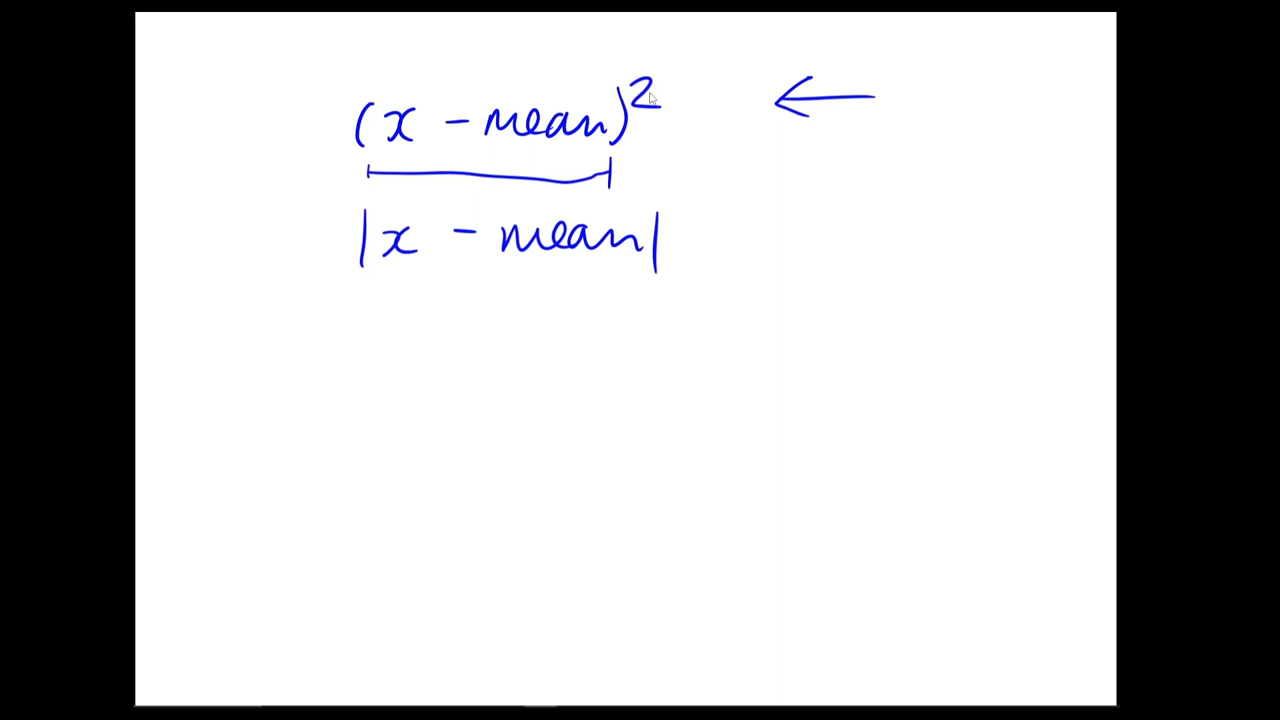 (x - mean)²
|x - mean|